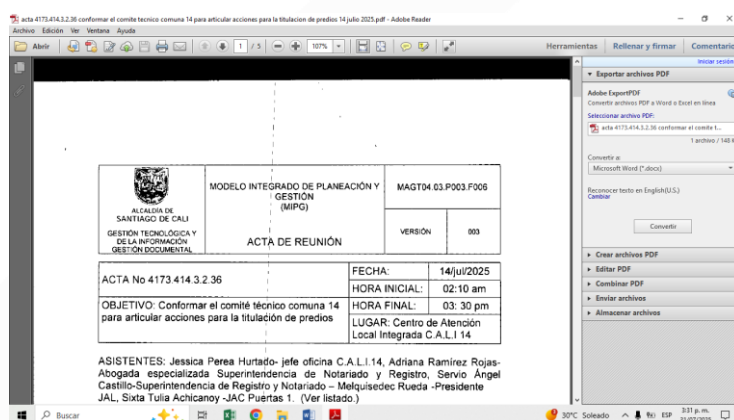 acta 4173.414.3.2.36 conformar el comite tecnico comuna 14 para articular acciones para la titulacion de predios 14 julio 2025.pdf - Adobe Reader
Archivo Edición Ver Ventana Ayuda
Abrir 1 / 5 107% Herramientas Rellenar y firmar Comentario
Iniciar sesión
Exportar archivos PDF
Adobe ExportPDF
Convertir archivos PDF a Word o Excel en línea
Seleccionar archivo PDF:
acta 4173.414.3.2.36 conformar el comite t...
1 archivo / 148 K
Convertir a:
Microsoft Word (*.docx)
Reconocer texto en English(U.S.)
Cambiar
Convertir
Crear archivos PDF
Editar PDF
Combinar PDF
Enviar archivos
Almacenar archivos
ALCALDÍA DE
SANTIAGO DE CALI
GESTIÓN TECNOLÓGICA Y
DE LA INFORMACIÓN
GESTIÓN DOCUMENTAL
MODELO INTEGRADO DE PLANEACIÓN Y
GESTIÓN
(MIPG)
ACTA DE REUNIÓN
MAGT04.03.P003.F006
VERSIÓN 003
ACTA No 4173.414.3.2.36
FECHA: 14/jul/2025
HORA INICIAL: 02:10 am
OBJETIVO: Conformar el comité técnico comuna 14
para articular acciones para la titulación de predios
HORA FINAL: 03: 30 pm
LUGAR: Centro de Atención
Local Integrada C.A.L.I 14
ASISTENTES: Jessica Perea Hurtado- jefe oficina C.A.L.I.14, Adriana Ramírez Rojas-
Abogada especializada Superintendencia de Notariado y Registro, Servio Ángel
Castillo-Superintendencia de Registro y Notariado – Melquisedec Rueda -Presidente
JAL, Sixta Tulia Achicanoy -JAC Puertas 1. (Ver listado.)
Buscar
30°C Soleado
ESP
3:31 p. m.